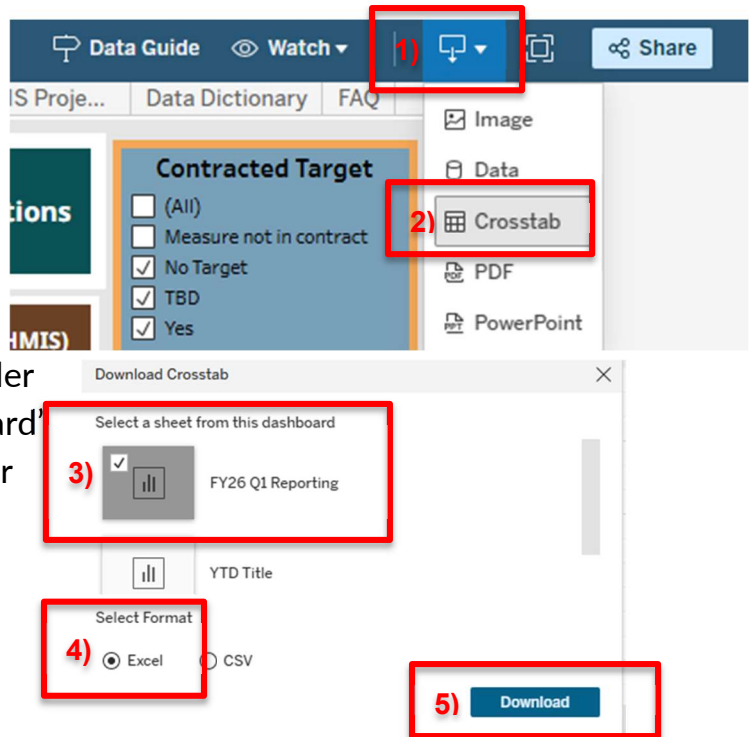 Data Guide Watch 1) Share
IS Proje... Data Dictionary FAQ
Image
Contracted Target
Data
tions
(All)
2) Crosstab
Measure not in contract
No Target
PDF
TBD
HMIS)
Yes
PowerPoint
Download Crosstab
ler
ard"
r
Select a sheet from this dashboard
3) FY26 Q1 Reporting
YTD Title
Select Format
4) Excel CSV
5) Download